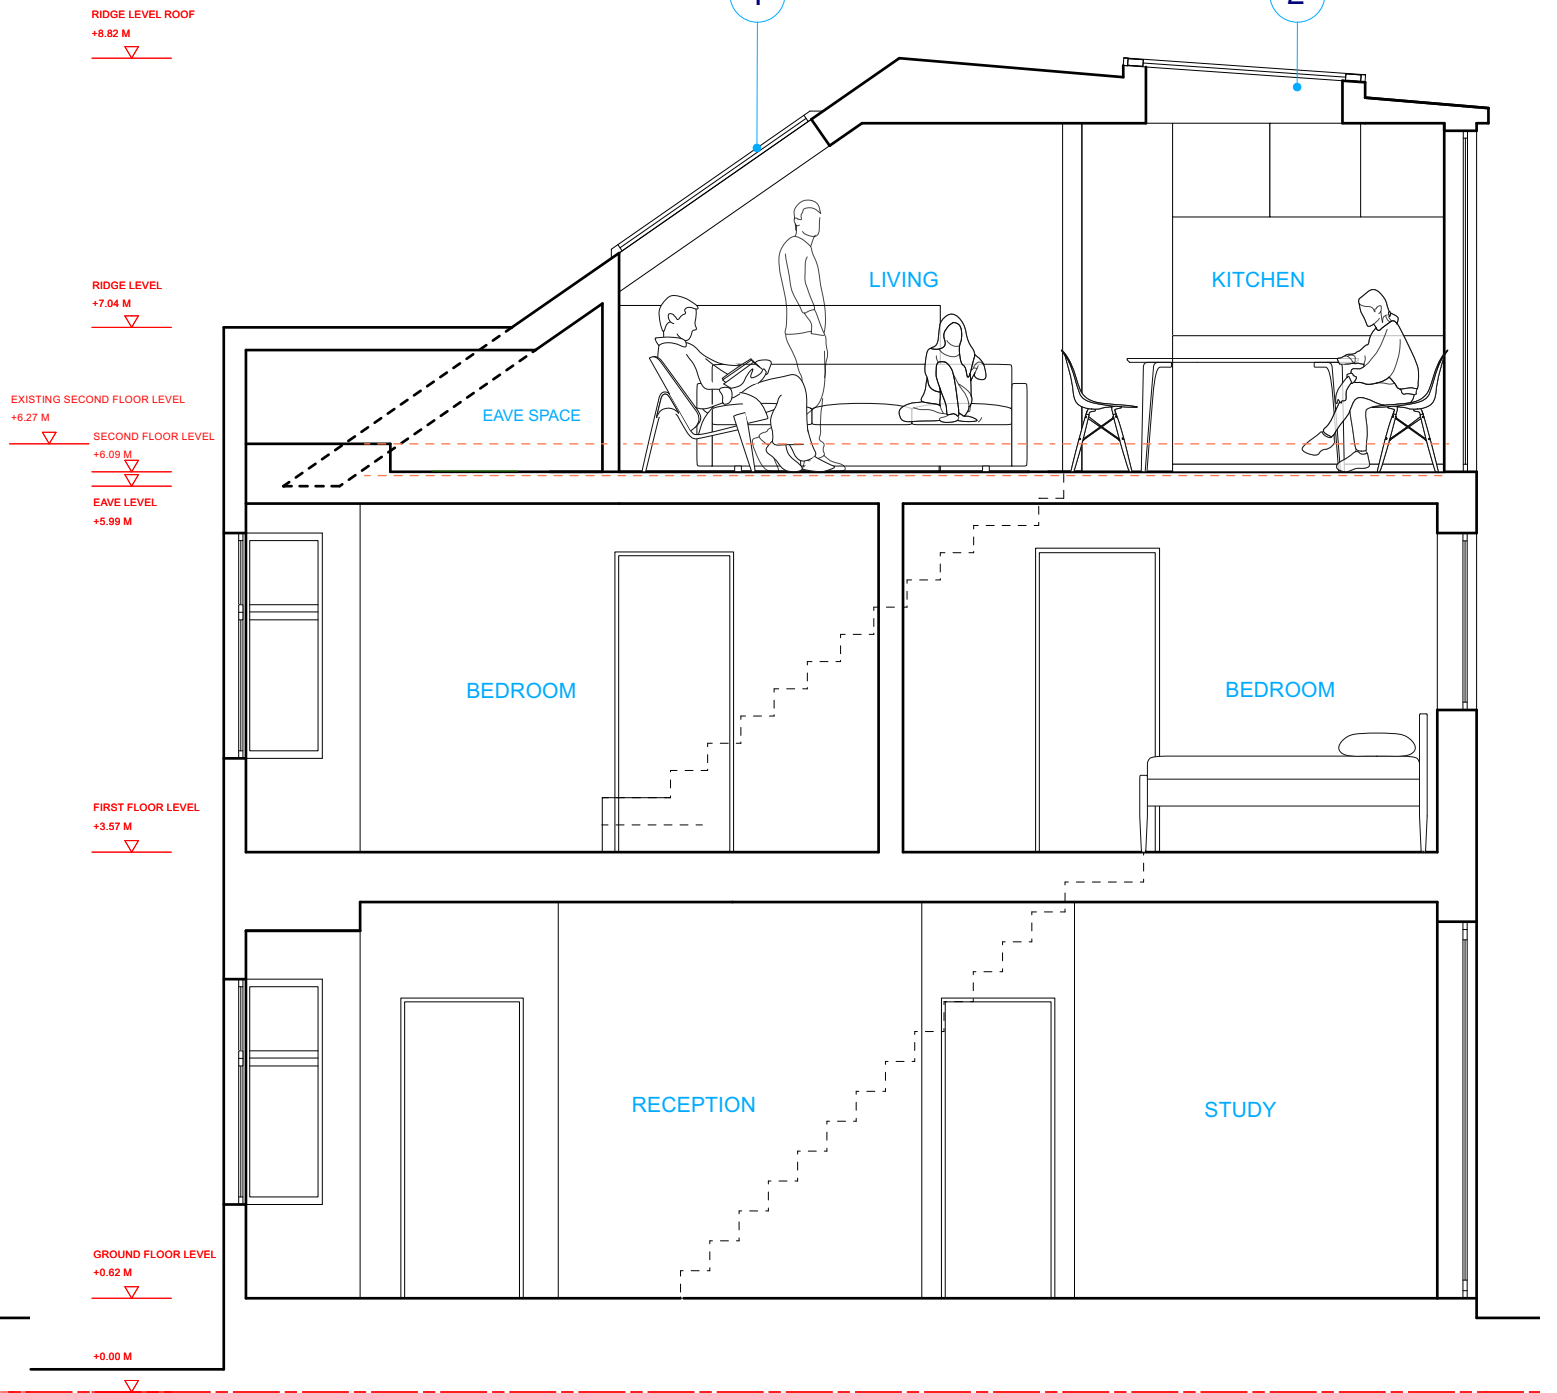 RIDGE LEVEL ROOF
+8.82 M
RIDGE LEVEL
+7.04 M
LIVING
KITCHEN
EXISTING SECOND FLOOR LEVEL
+6.27 M
EAVE SPACE
SECOND FLOOR LEVEL
+6.09 M
EAVE LEVEL
+5.99 M
BEDROOM
BEDROOM
FIRST FLOOR LEVEL
+3.57 M
RECEPTION
STUDY
GROUND FLOOR LEVEL
+0.62 M
+0.00 M